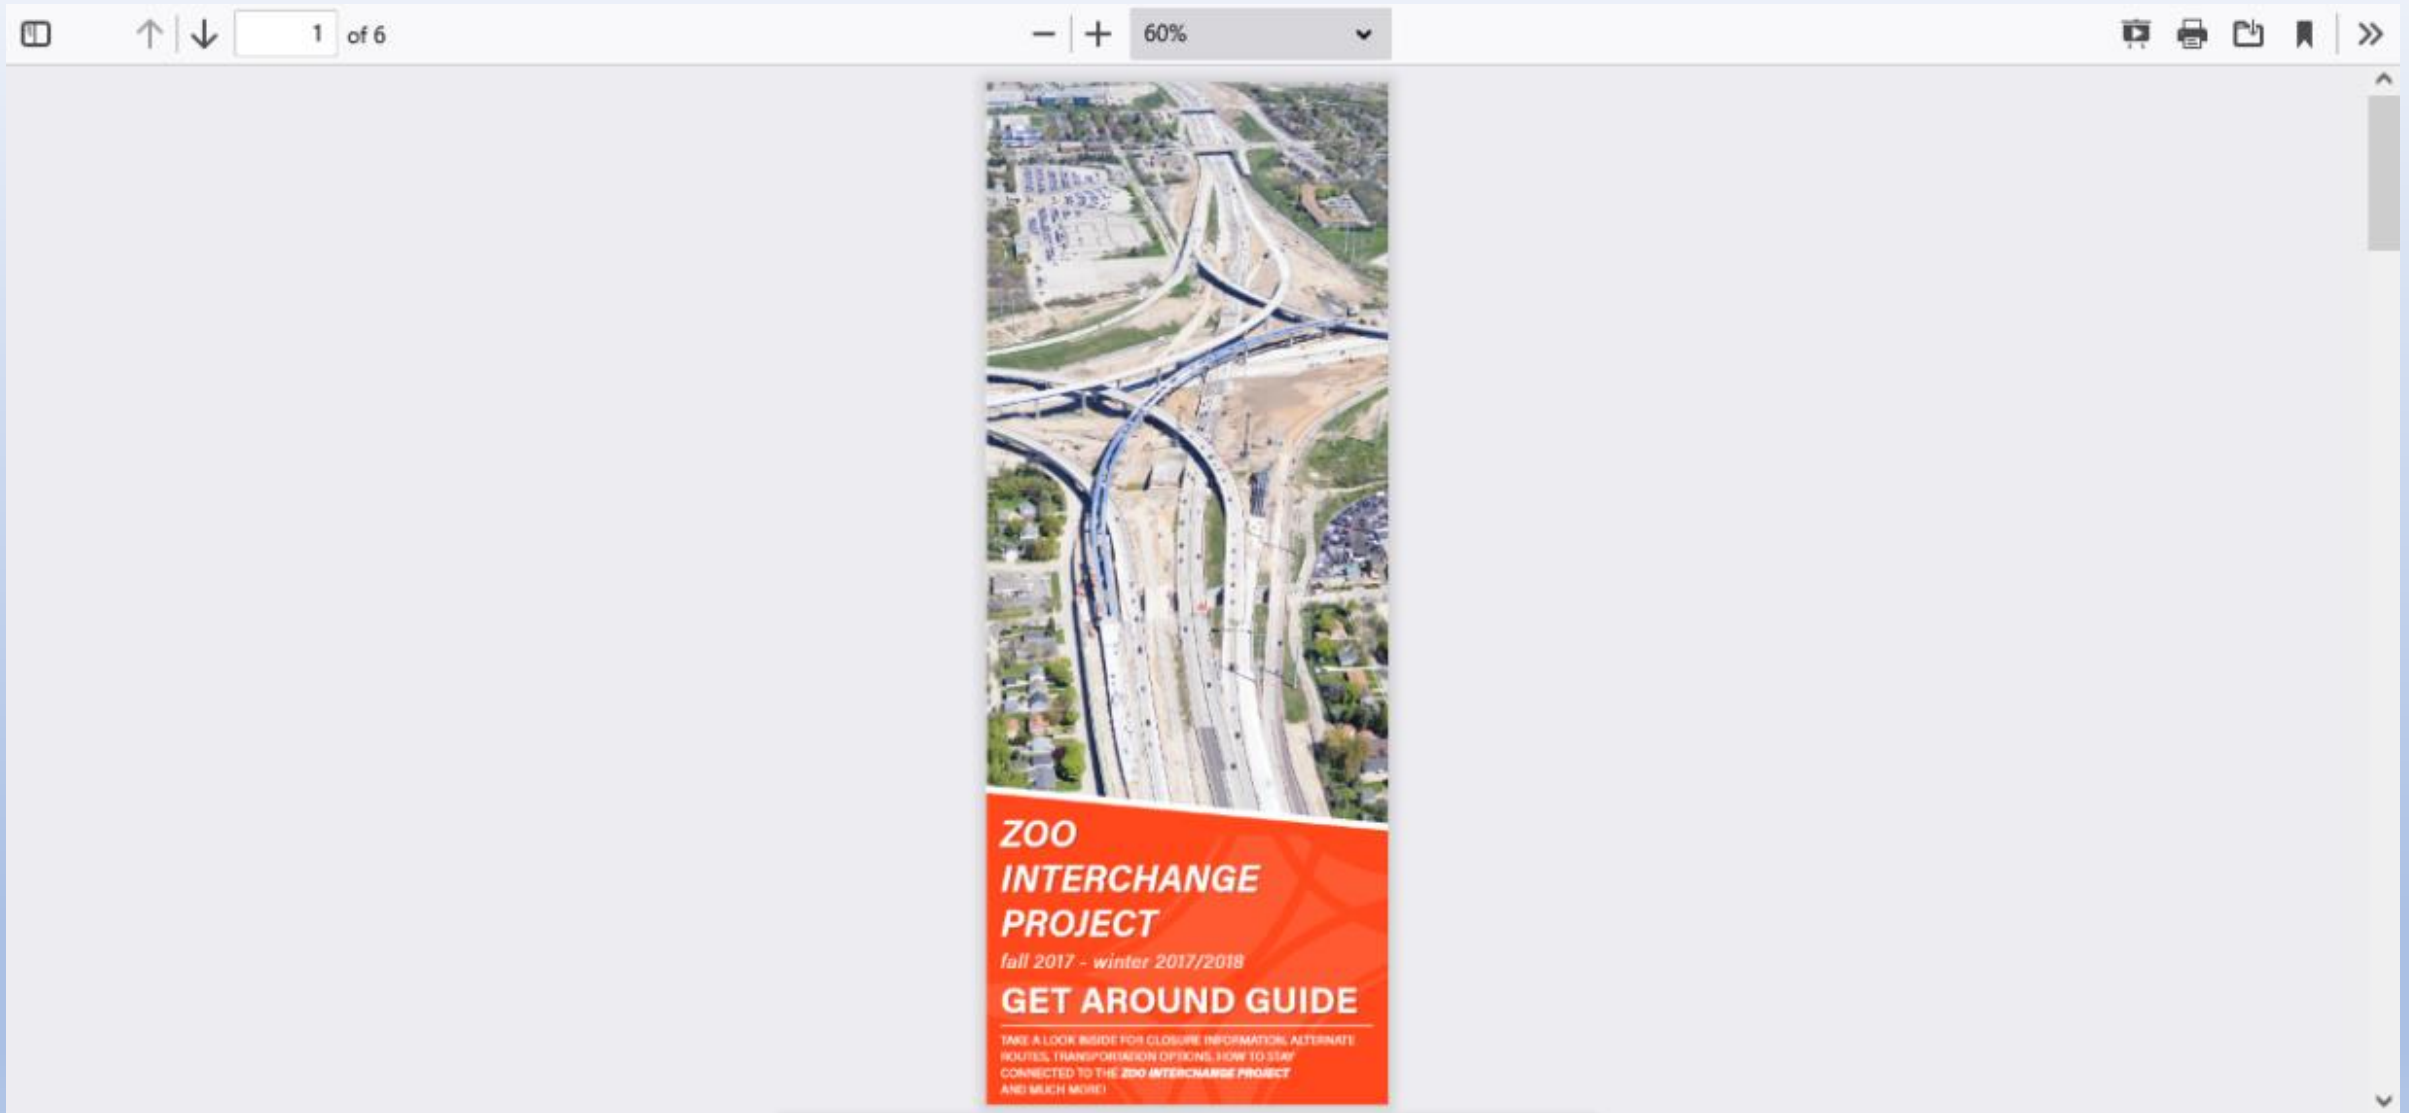 1 of 6 60%
ZOO
INTERCHANGE
PROJECT
fall 2017 - winter 2017/2018
GET AROUND GUIDE
TAKE A LOOK INSIDE FOR CLOSURE INFORMATION, ALTERNATE
ROUTES, TRANSPORTATION OPTIONS, HOW TO STAY
CONNECTED TO THE ZOO INTERCHANGE PROJECT
AND MUCH MORE!